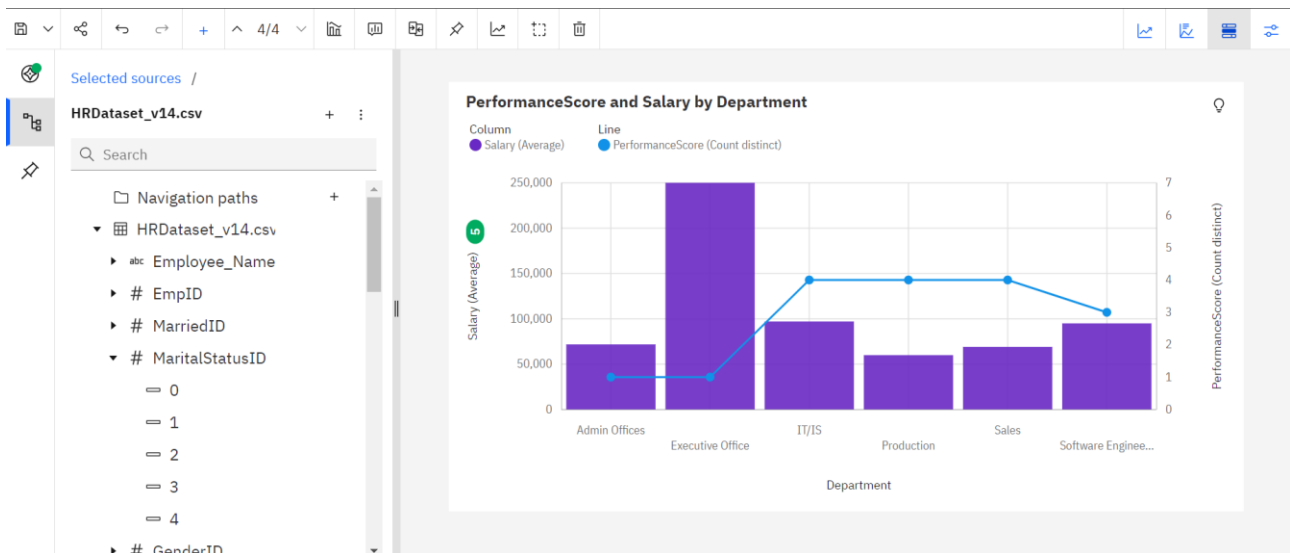 4/4
Selected sources /
HRDataset_v14.csv
Search
Navigation paths
HRDataset_v14.csv
abc Employee_Name
# EmpID
# MarriedID
# MaritalStatusID
0
1
2
3
4
# GenderID
PerformanceScore and Salary by Department
Column Line
Salary (Average) PerformanceScore (Count distinct)
250,000
200,000
150,000
100,000
50,000
0
Salary (Average)
5
7
6
5
4
3
2
1
0
PerformanceScore (Count distinct)
Admin Offices
Executive Office
IT/IS
Production
Sales
Software Enginee...
Department